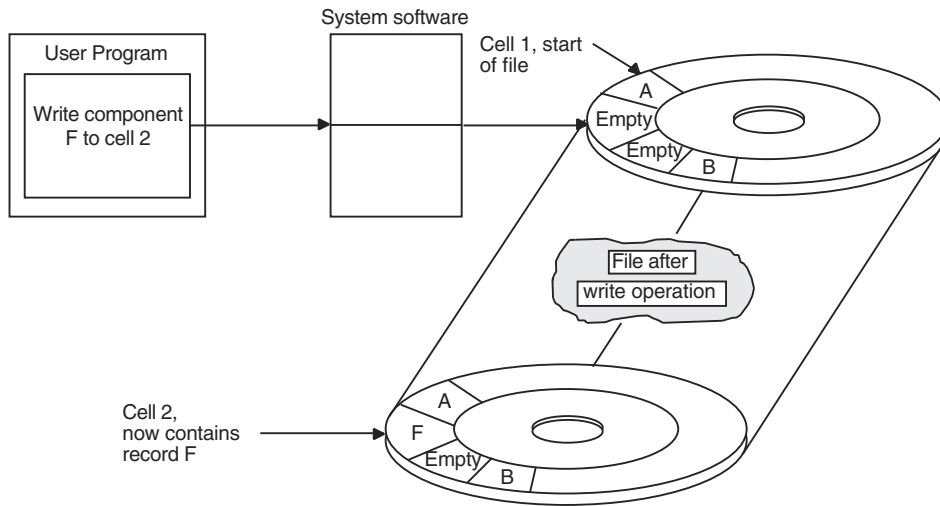 System software
User Program
Write component
F to cell 2
Cell 1, start
of file
A
Empty
Empty
B
File after
write operation
Cell 2,
now contains
record F
A
F
Empty
B